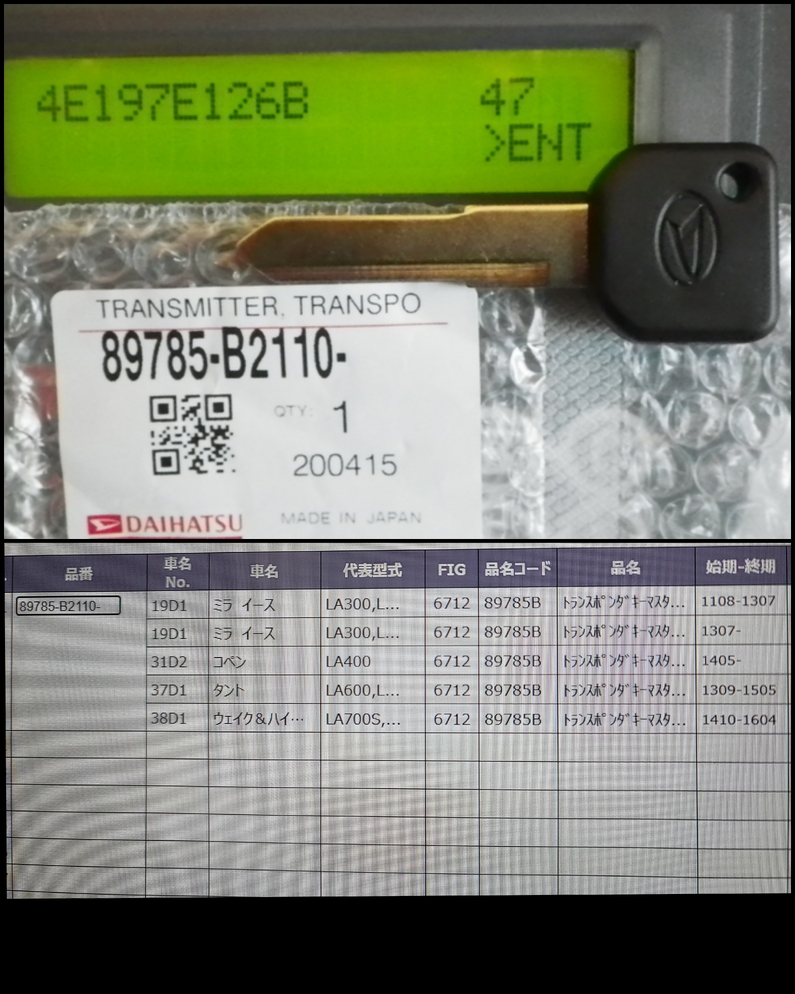 4E197E126B 47
>ENT
TRANSMITTER, TRANSPO
89785-B2110-
QTY: 1
200415
DAIHATSU MADE IN JAPAN
品番 車名No. 車名 代表型式 FIG 品名コード 品名 始期-終期
89785-B2110- 19D1 ミラ イース LA300,L... 6712 89785B トランスポンダキーマスタ... 1108-1307
19D1 ミラ イース LA300,L... 6712 89785B トランスポンダキーマスタ... 1307-
31D2 コペン LA400 6712 89785B トランスポンダキーマスタ... 1405-
37D1 タント LA600,L... 6712 89785B トランスポンダキーマスタ... 1309-1505
38D1 ウェイク＆ハイ… LA700S,... 6712 89785B トランスポンダキーマスタ... 1410-1604